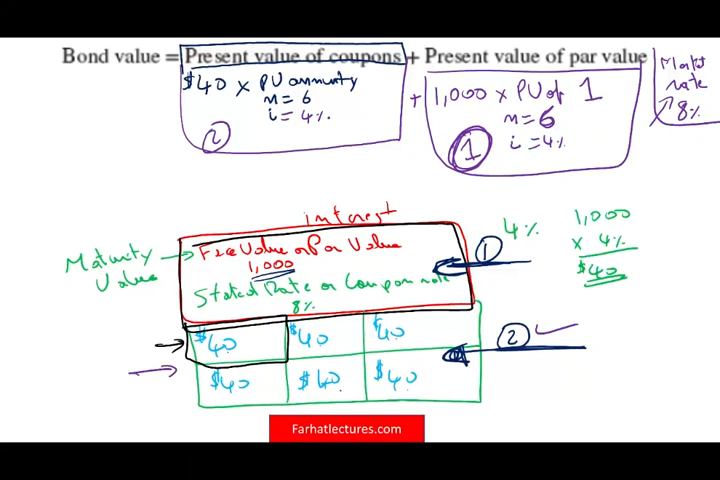 Bond value = Present value of coupons + Present value of par value
$40 x PV annuity
n = 6
i = 4%.
2
+
1,000 x PV of 1
n = 6
i = 4%
1
Market
rate
8%
interest
Maturity
Value
Face Value or Par Value
1,000
Stated Rate or Coupon rate
8%
1
4%
1,000
x 4%
$40
$40 $40 $40
2
$40 $40 $40
Farhatlectures.com